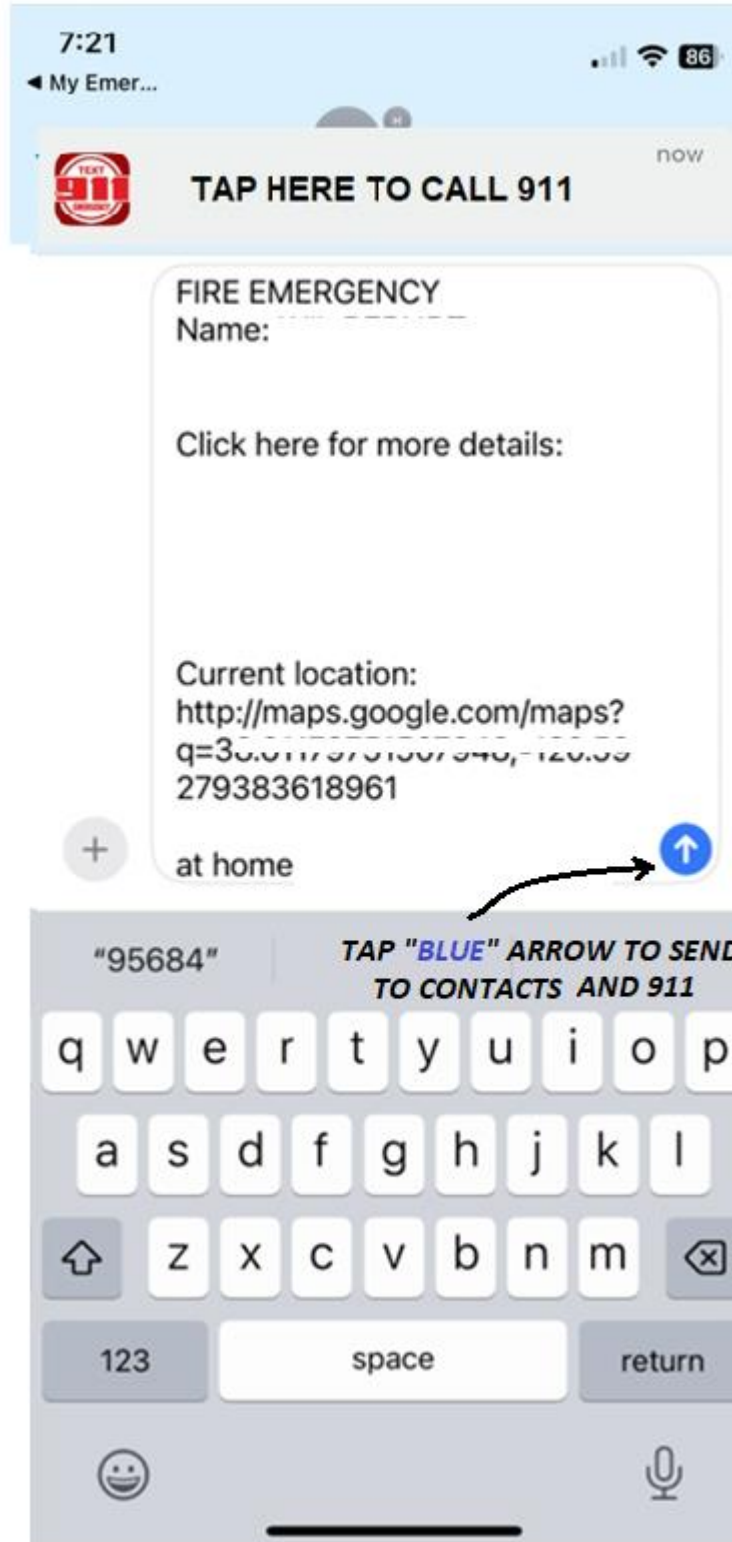 7:21
86
◀ My Emer...
now
TEXT
911
EMERGENCY
TAP HERE TO CALL 911
FIRE EMERGENCY
Name:
Click here for more details:
Current location:
http://maps.google.com/maps?
279383618961
at home
"95684"
TAP "BLUE" ARROW TO SEND
TO CONTACTS AND 911
q w e r t y u i o p
a s d f g h j k l
z x c v b n m
123 space return